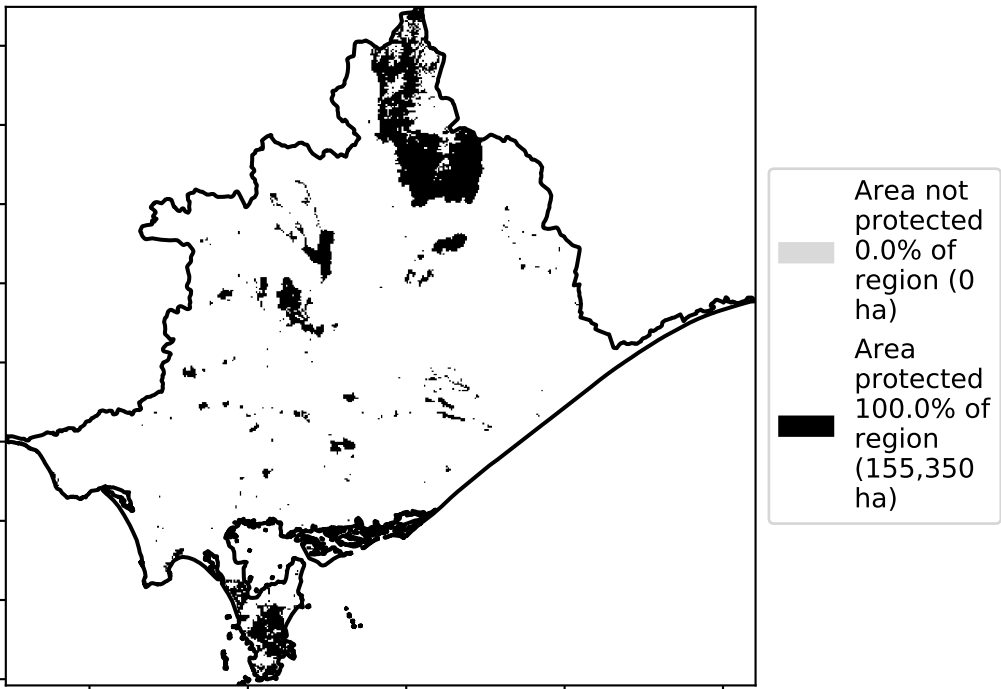 Area not
protected
0.0% of
region (0
ha)
Area
protected
100.0% of
region
(155,350
ha)